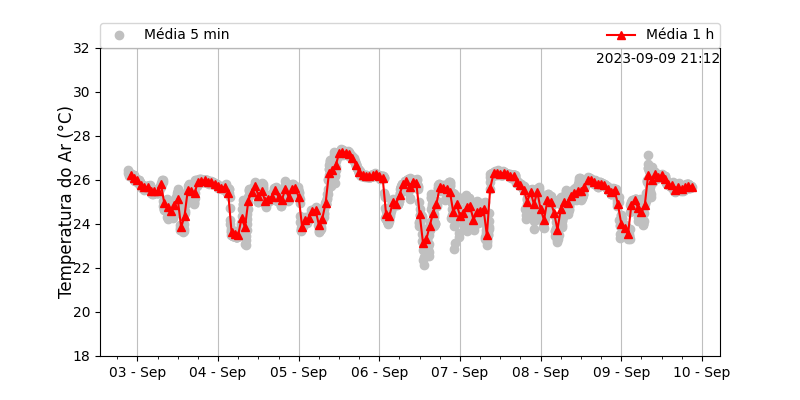 Média 5 min
Média 1 h
2023-09-09 21:12
Temperatura do Ar (°C)
32
30
28
26
24
22
20
18
03 - Sep
04 - Sep
05 - Sep
06 - Sep
07 - Sep
08 - Sep
09 - Sep
10 - Sep